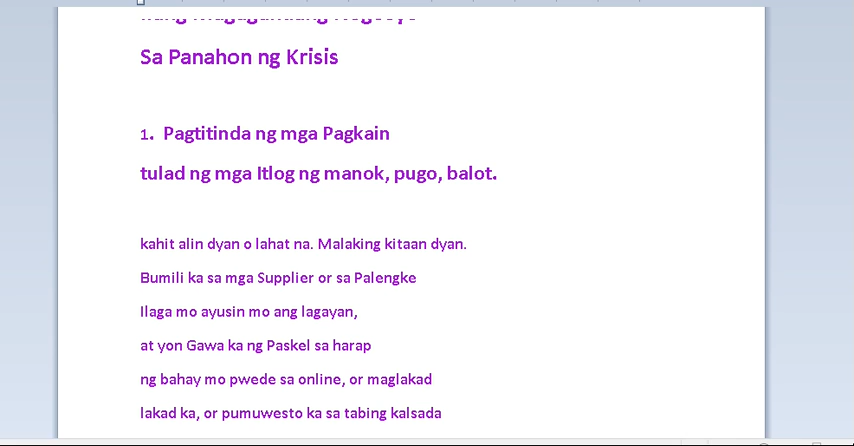 Sa Panahon ng Krisis
1. Pagtitinda ng mga Pagkain
tulad ng mga Itlog ng manok, pugo, balot.
kahit alin dyan o lahat na. Malaking kitaan dyan.
Bumili ka sa mga Supplier or sa Palengke
Ilaga mo ayusin mo ang lagayan,
at yon Gawa ka ng Paskel sa harap
ng bahay mo pwede sa online, or maglakad
lakad ka, or pumuwesto ka sa tabing kalsada